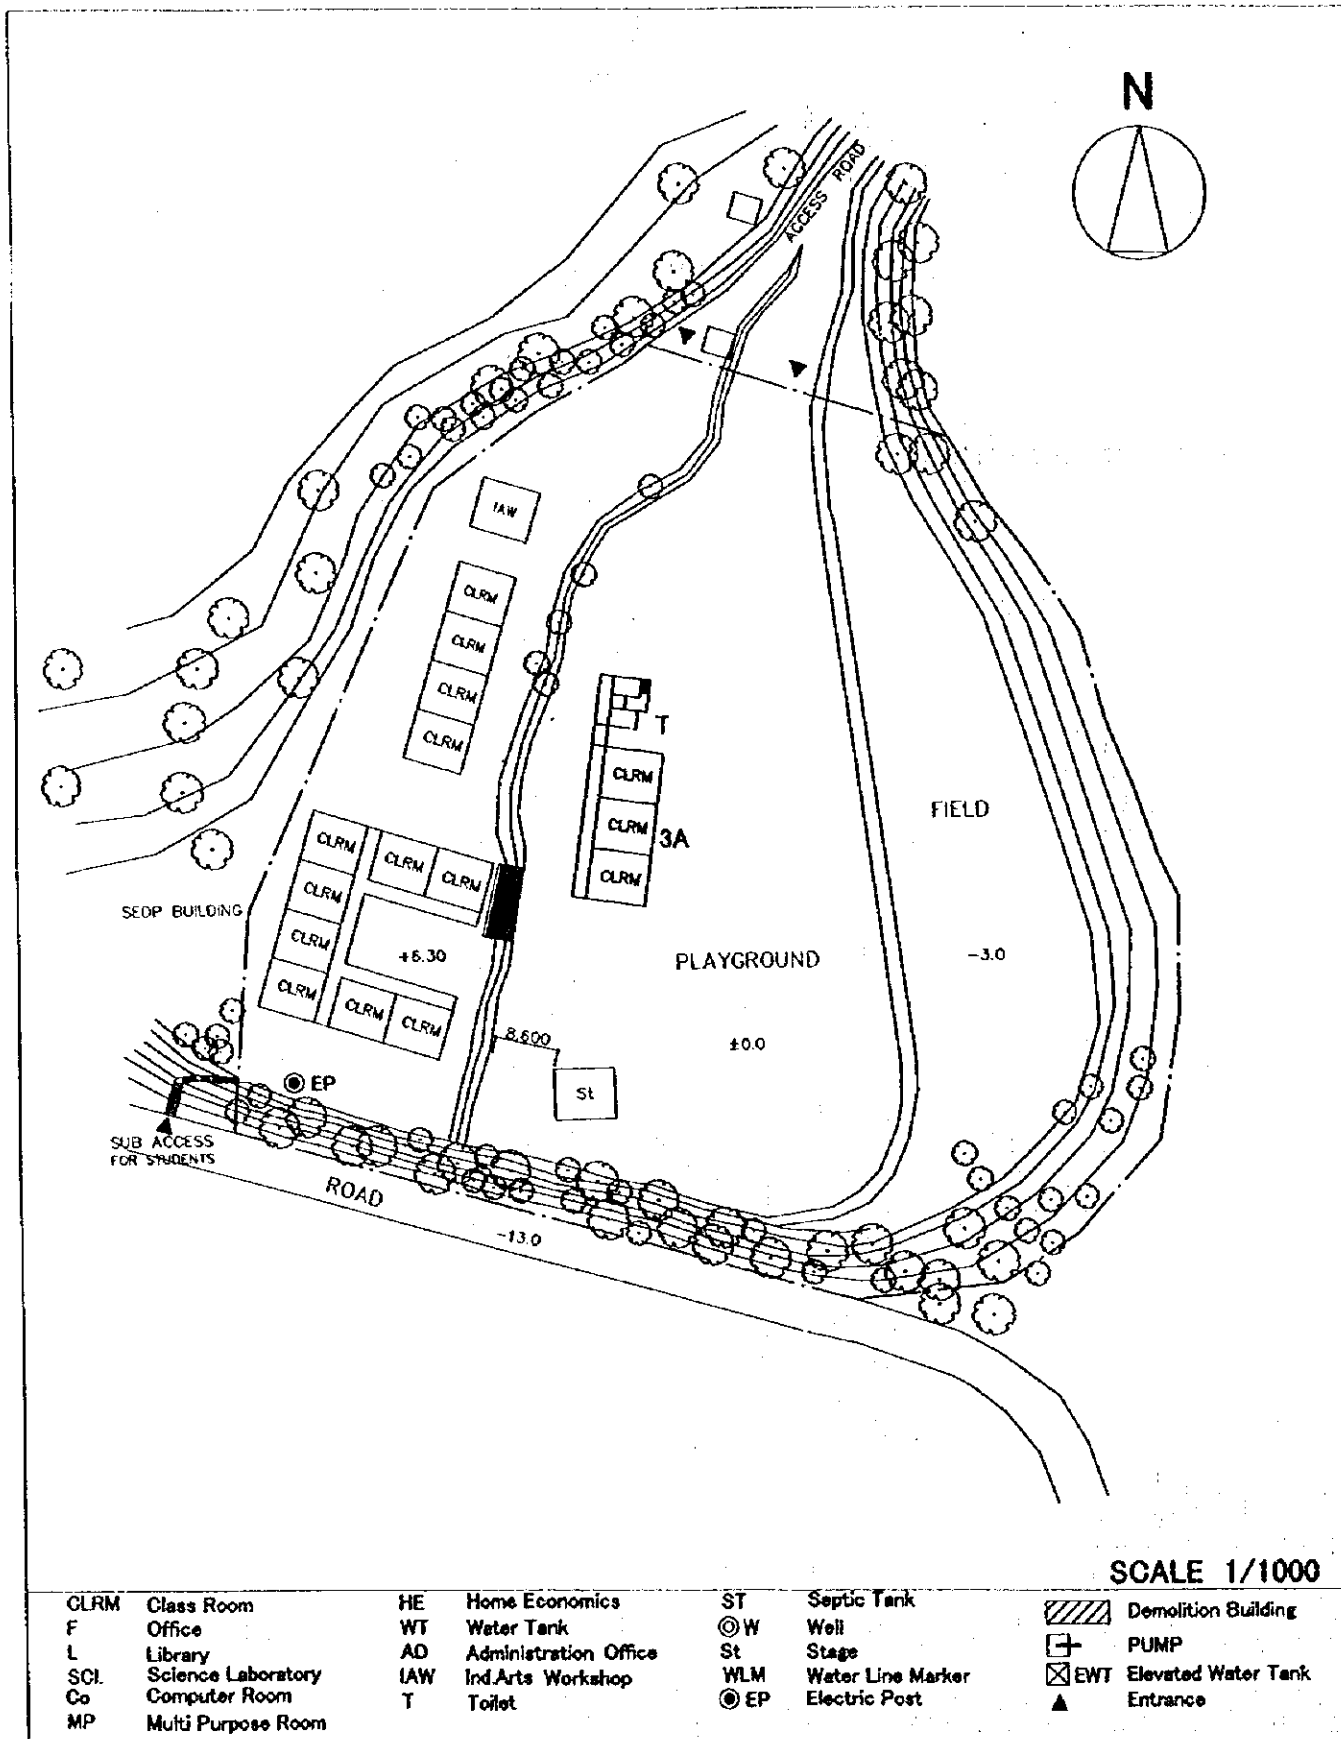 N
ACCESS ROAD
IAW
CLRM
CLRM
CLRM
CLRM
T
CLRM
CLRM
3A
CLRM
FIELD
CLRM
CLRM
CLRM
CLRM
CLRM
CLRM
CLRM
CLRM
SEDP BUILDING
+6.30
PLAYGROUND
-3.0
±0.0
8,600
St
EP
SUB ACCESS
FOR STUDENTS
ROAD
-13.0
SCALE 1/1000
CLRM Class Room
F Office
L Library
SCL Science Laboratory
Co Computer Room
MP Multi Purpose Room
HE Home Economics
WT Water Tank
AD Administration Office
IAW Ind.Arts Workshop
T Toilet
ST Septic Tank
W Well
St Stage
WLM Water Line Marker
EP Electric Post
Demolition Building
PUMP
EWT Elevated Water Tank
Entrance